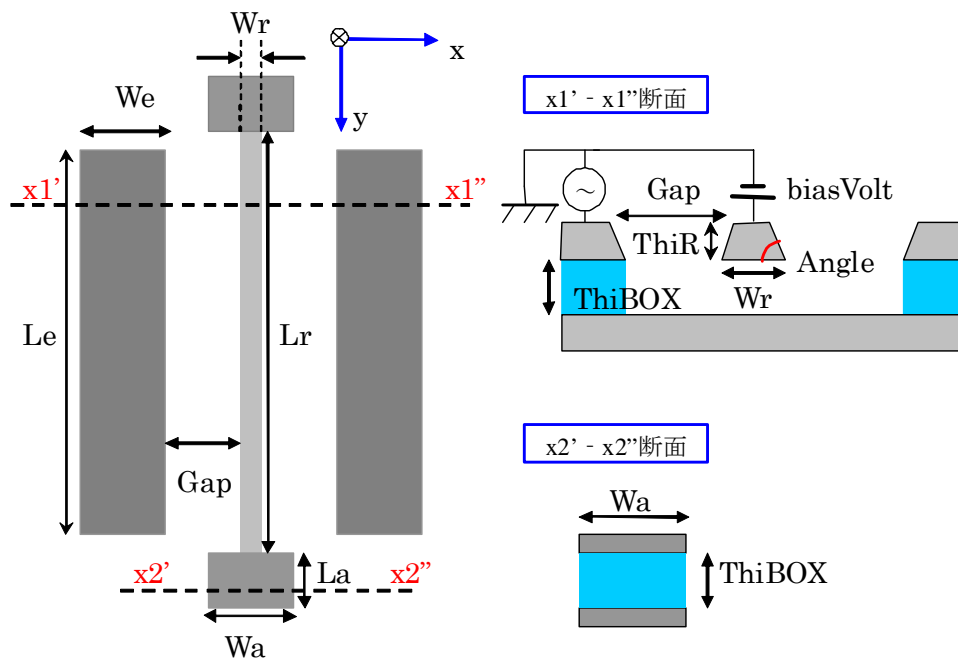 Wr
x
y
We
x1'
x1”
Le
Lr
Gap
x2'
x2”
La
Wa
x1’ - x1”断面
~
Gap
biasVolt
ThiR
Angle
ThiBOX
Wr
x2’ - x2”断面
Wa
ThiBOX